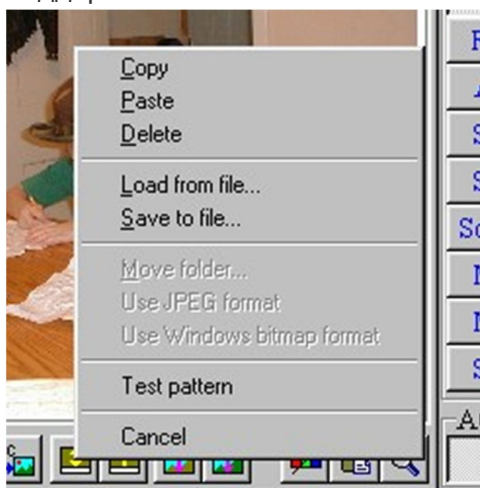 Copy
Paste
Delete
Load from file...
Save to file...
Move folder...
Use JPEG format
Use Windows bitmap format
Test pattern
Cancel